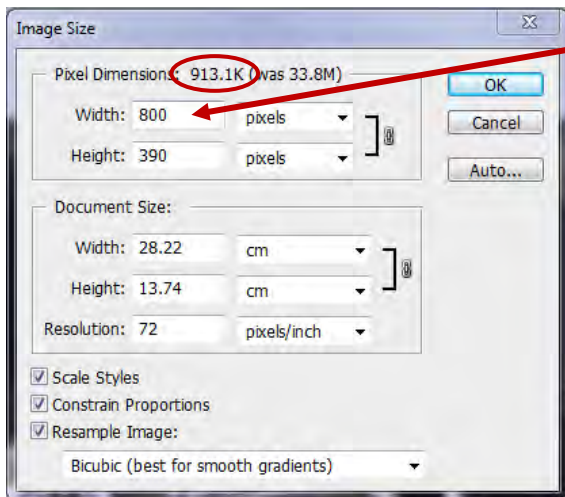 Image Size
Pixel Dimensions: 913.1K (was 33.8M)
OK
Width: 800 pixels
Cancel
Height: 390 pixels
Auto...
Document Size:
Width: 28.22 cm
Height: 13.74 cm
Resolution: 72 pixels/inch
Scale Styles
Constrain Proportions
Resample Image:
Bicubic (best for smooth gradients)